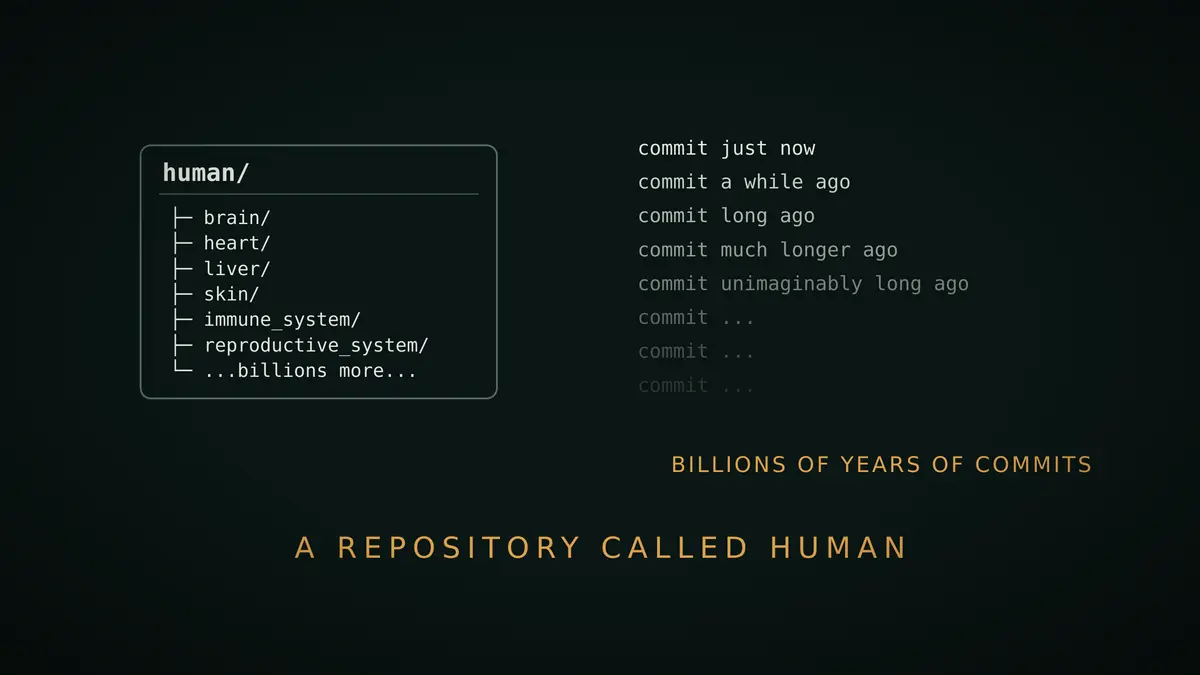 human/
├─ brain/
├─ heart/
├─ liver/
├─ skin/
├─ immune_system/
├─ reproductive_system/
└─ ...billions more...
commit just now
commit a while ago
commit long ago
commit much longer ago
commit unimaginably long ago
commit ...
commit ...
commit ...
BILLIONS OF YEARS OF COMMITS
A REPOSITORY CALLED HUMAN